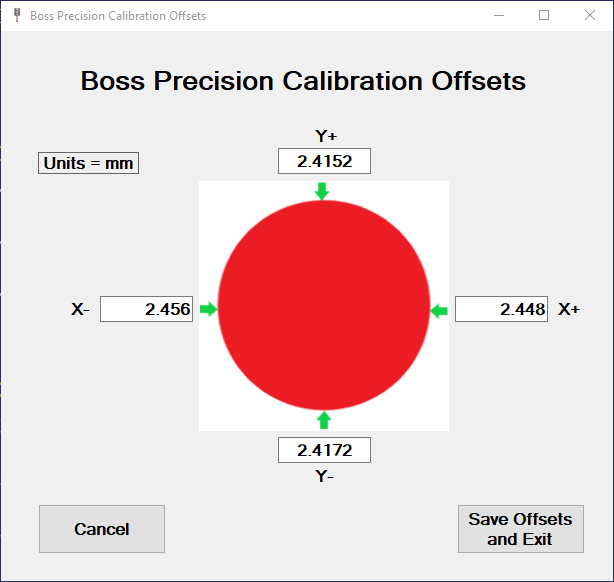 Boss Precision Calibration Offsets
Boss Precision Calibration Offsets
Y+
2.4152
Units = mm
X-
2.456
2.448
X+
2.4172
Y-
Cancel
Save Offsets
and Exit